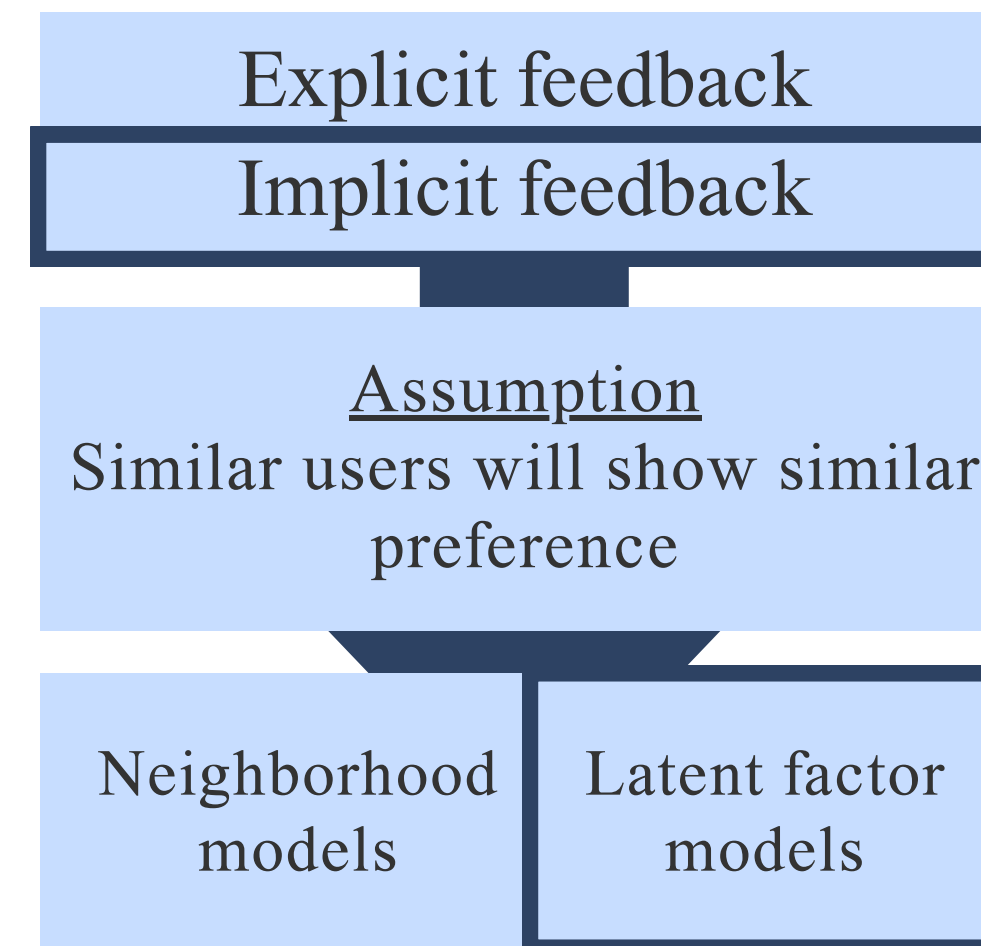 Explicit feedback
Implicit feedback
Assumption
Similar users will show similar
preference
Neighborhood
models
Latent factor
models